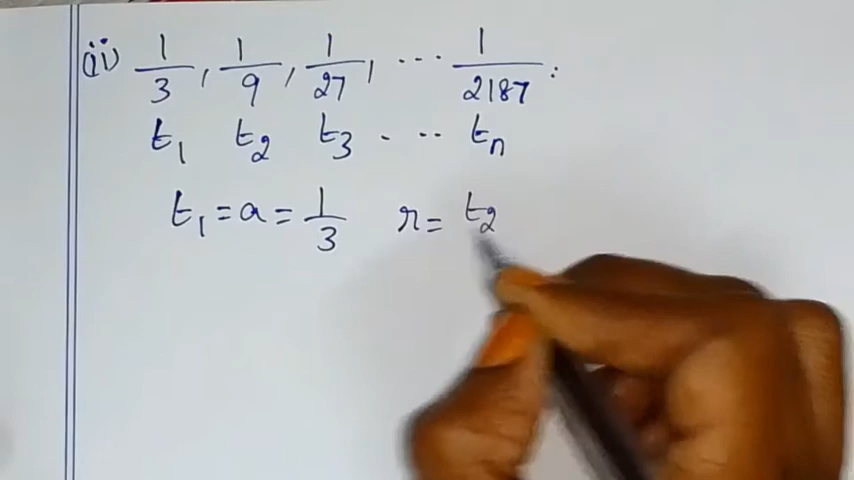 (ii) 1/3, 1/9, 1/27, ... 1/2187 :
t₁ t₂ t₃ . .. tₙ
t₁ = a = 1/3 r = t₂